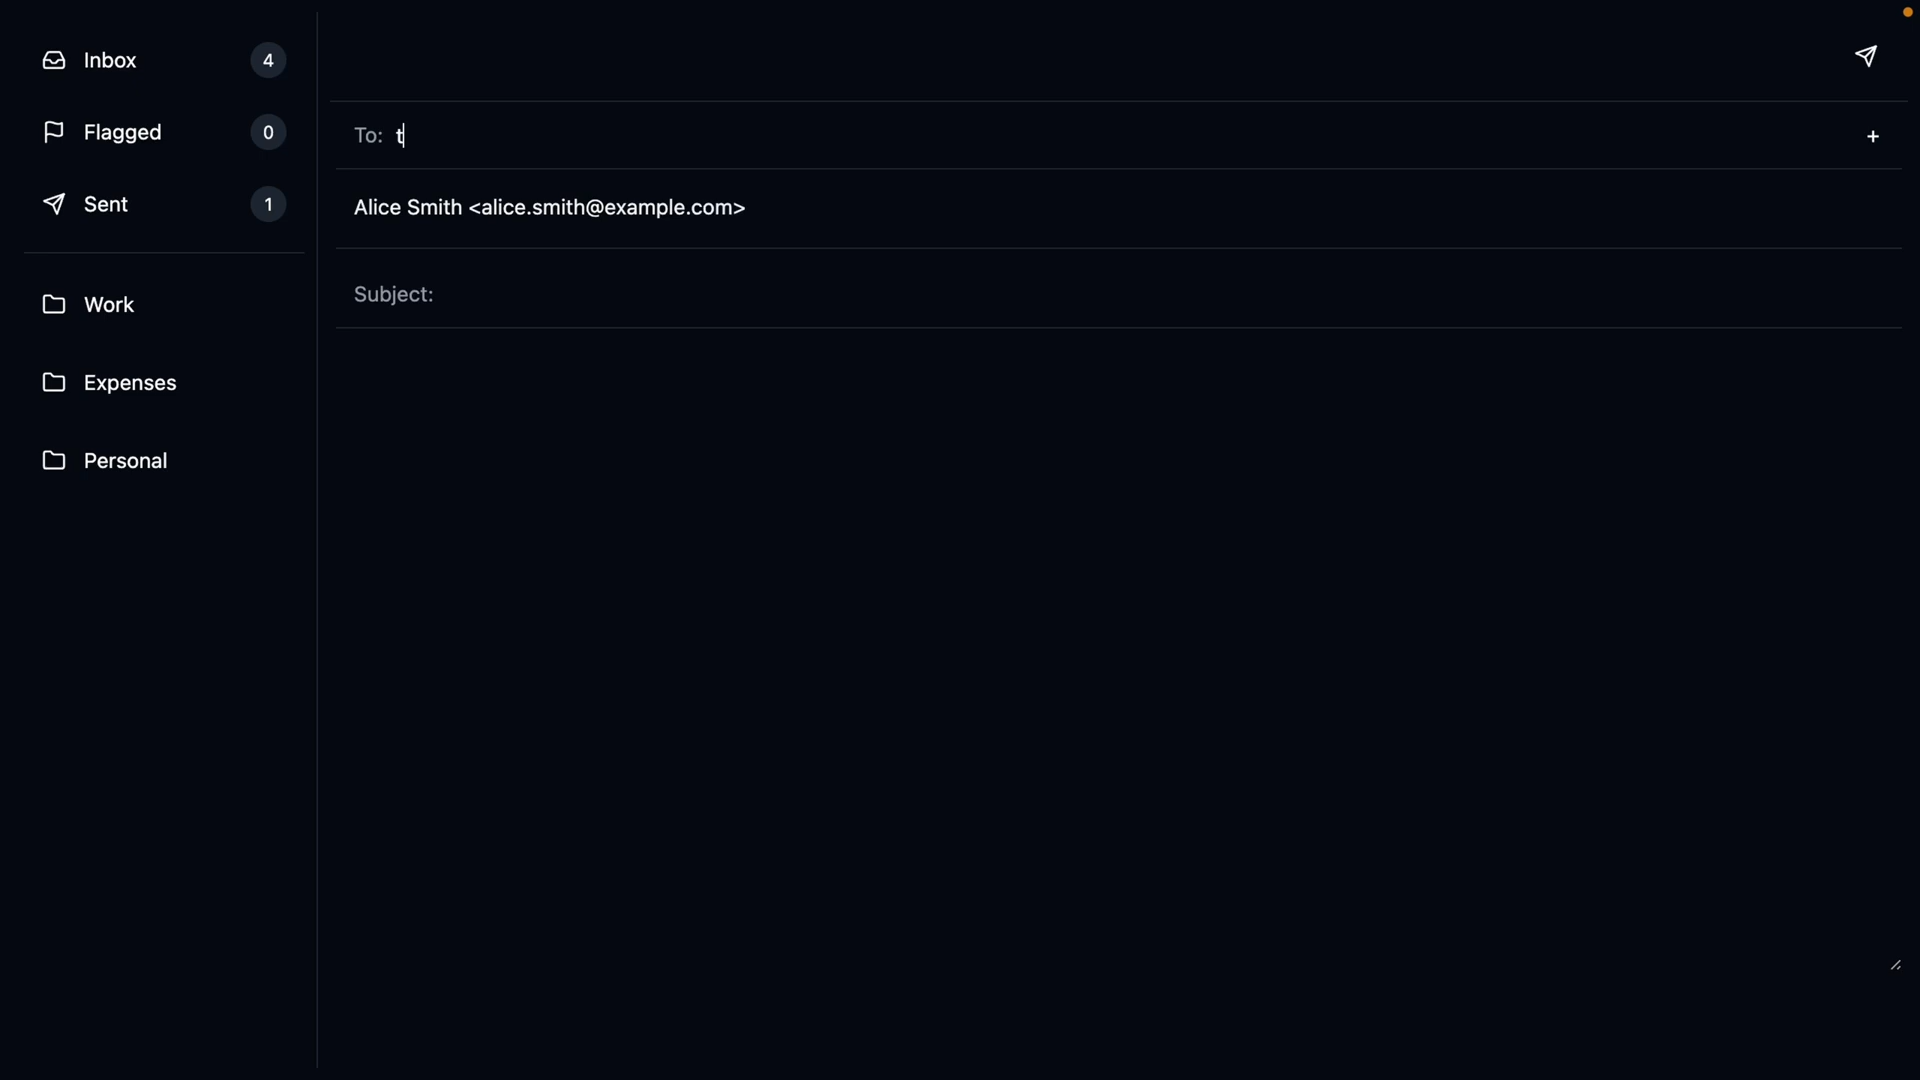 Inbox 4
Flagged 0
Sent 1
Work
Expenses
Personal
To: t
+
Alice Smith <alice.smith@example.com>
Subject: